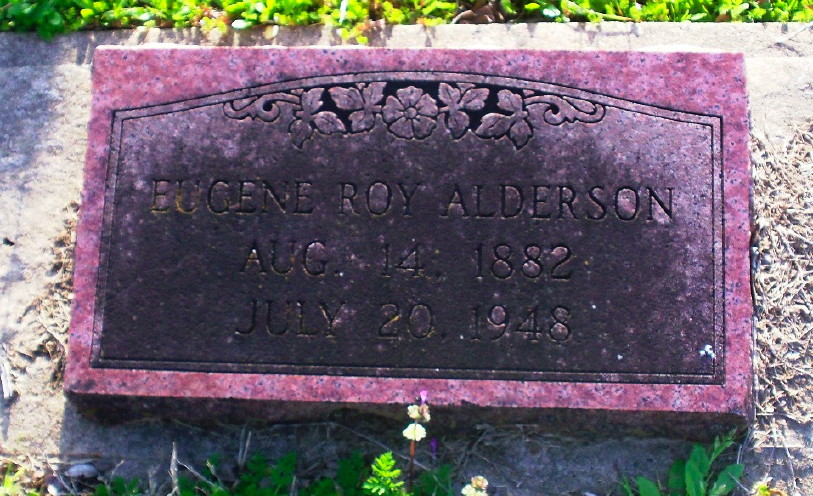 EUGENE ROY ALDERSON
AUG. 14, 1882
JULY 20, 1948